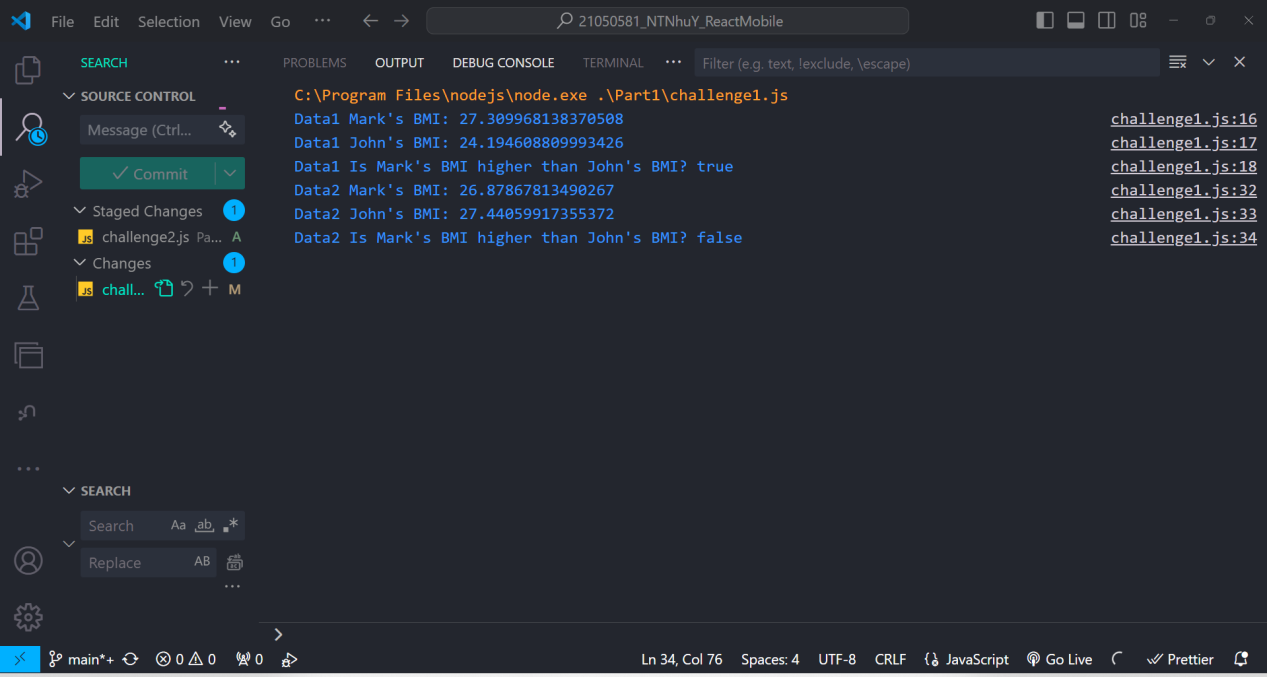 File Edit Selection View Go ··· 21050581_NTNhuY_ReactMobile
SEARCH ···
SOURCE CONTROL
Message (Ctrl...
Commit
Staged Changes 1
challenge2.js Pa... A
Changes 1
chall... M
SEARCH
Search Aa ab .*
Replace AB
···
PROBLEMS OUTPUT DEBUG CONSOLE TERMINAL ··· Filter (e.g. text, !exclude, \escape)
C:\Program Files\nodejs\node.exe .\Part1\challenge1.js
Data1 Mark's BMI: 27.309968138370508 challenge1.js:16
Data1 John's BMI: 24.194608809993426 challenge1.js:17
Data1 Is Mark's BMI higher than John's BMI? true challenge1.js:18
Data2 Mark's BMI: 26.87867813490267 challenge1.js:32
Data2 John's BMI: 27.44059917355372 challenge1.js:33
Data2 Is Mark's BMI higher than John's BMI? false challenge1.js:34
main*+ 0 0 0 Ln 34, Col 76 Spaces: 4 UTF-8 CRLF JavaScript Go Live Prettier